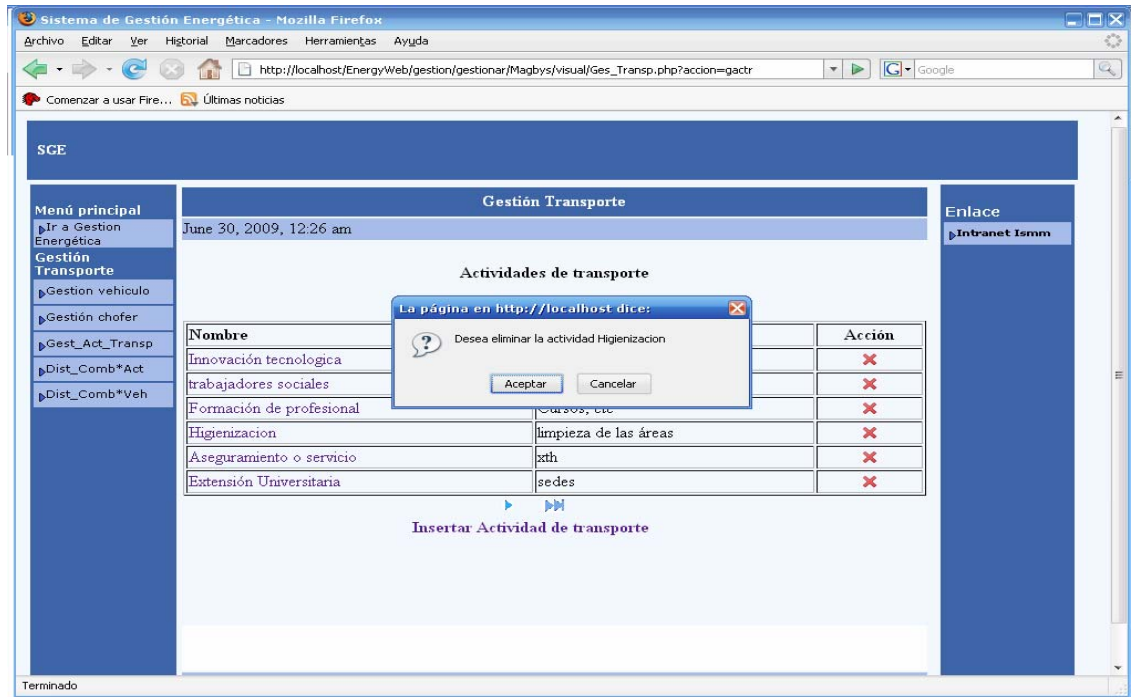 Sistema de Gestión Energética - Mozilla Firefox
Archivo Editar Ver Historial Marcadores Herramientas Ayuda
http://localhost/EnergyWeb/gestion/gestionar/Magbys/visual/Ges_Transp.php?accion=gactr
Google
Comenzar a usar Fire... Últimas noticias
SGE
Menú principal
Ir a Gestion
Energética
Gestión
Transporte
Gestion vehiculo
Gestión chofer
Gest_Act_Transp
Dist_Comb*Act
Dist_Comb*Veh
Gestión Transporte
June 30, 2009, 12:26 am
Actividades de transporte
La página en http://localhost dice:
Desea eliminar la actividad Higienizacion
Aceptar Cancelar
Nombre Acción
Innovación tecnologica
trabajadores sociales
Formación de profesional Cursos, etc
Higienizacion limpieza de las áreas
Aseguramiento o servicio xth
Extensión Universitaria sedes
Insertar Actividad de transporte
Enlace
Intranet Ismm
Terminado